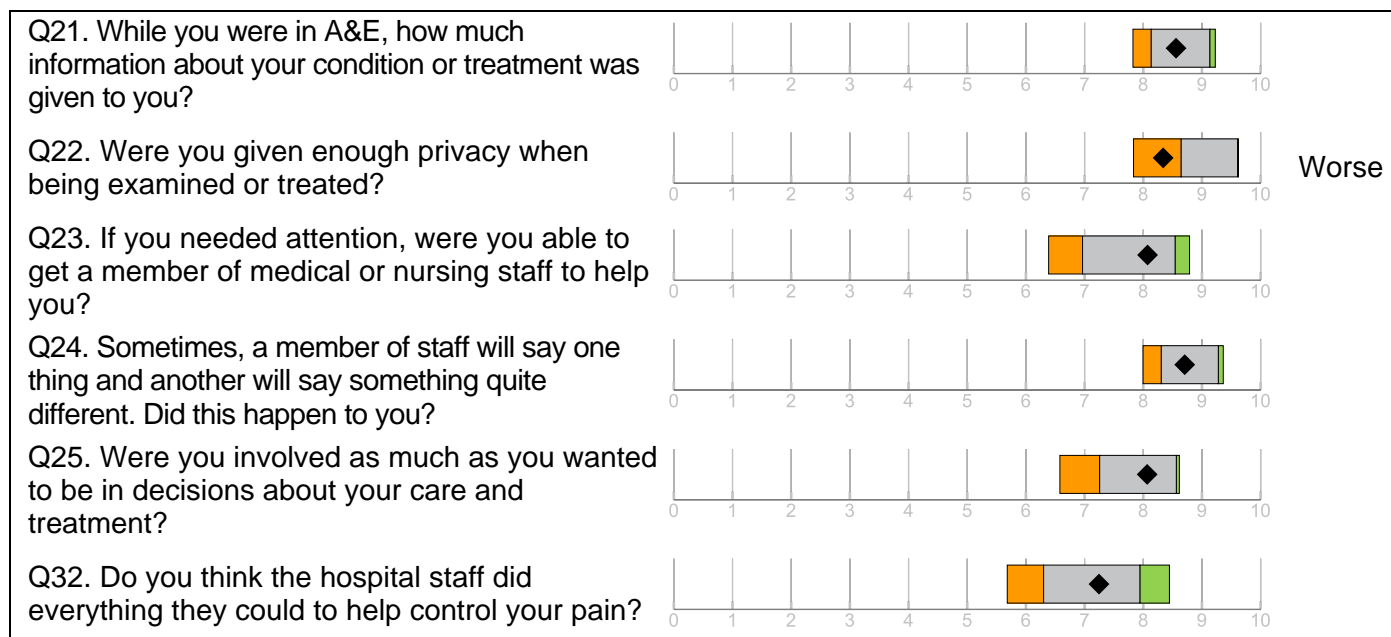 Q21. While you were in A&E, how much
information about your condition or treatment was
given to you?
0 1 2 3 4 5 6 7 8 9 10
Q22. Were you given enough privacy when
being examined or treated?
0 1 2 3 4 5 6 7 8 9 10
Worse
Q23. If you needed attention, were you able to
get a member of medical or nursing staff to help
you?
0 1 2 3 4 5 6 7 8 9 10
Q24. Sometimes, a member of staff will say one
thing and another will say something quite
different. Did this happen to you?
0 1 2 3 4 5 6 7 8 9 10
Q25. Were you involved as much as you wanted
to be in decisions about your care and
treatment?
0 1 2 3 4 5 6 7 8 9 10
Q32. Do you think the hospital staff did
everything they could to help control your pain?
0 1 2 3 4 5 6 7 8 9 10